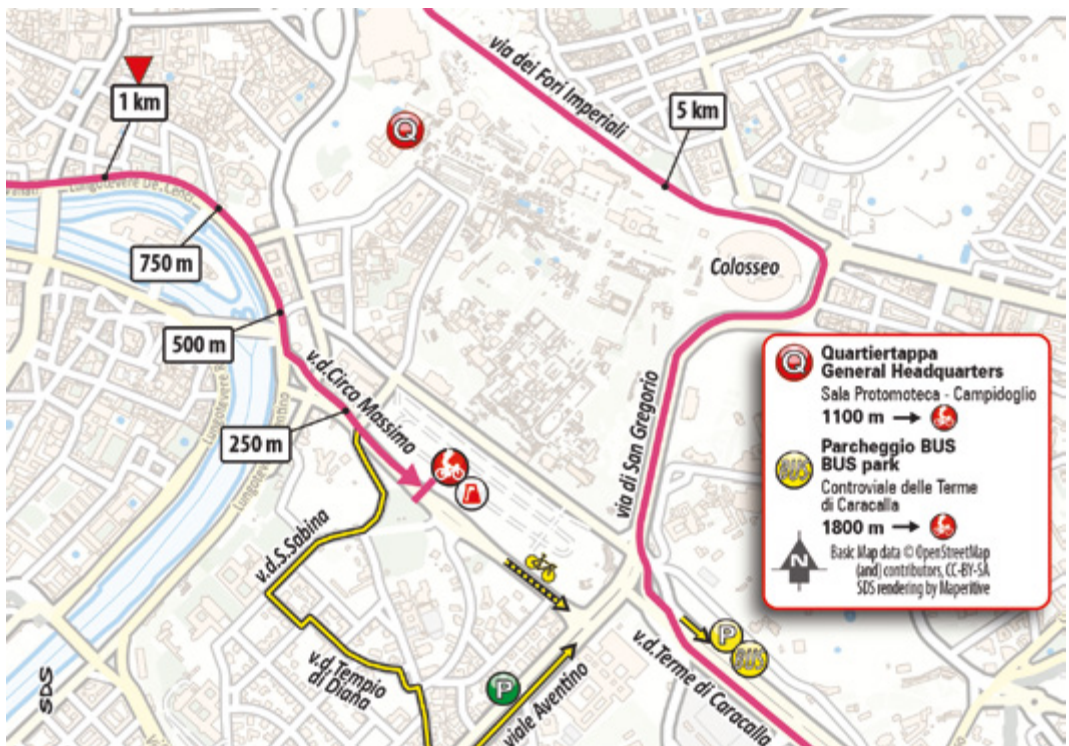 via dei Fori Imperiali
1 km
Q
5 km
Lungotevere De. Cenci
750 m
Colosseo
500 m
v.d.Circo Massimo
250 m
via di San Gregorio
Q
Quartiertappa
General Headquarters
Sala Protomoteca - Campidoglio
1100 m
BUS
Parcheggio BUS
BUS park
Controviale delle Terme
di Caracalla
1800 m
N
Basic Map data © OpenStreetMap
(and) contributors, CC-BY-SA
SDS rendering by Maperitive
v.d.S.Sabina
v.d.Tempio
di Diana
P
viale Aventino
P
BUS
v.d.Terme di Caracalla
SDS